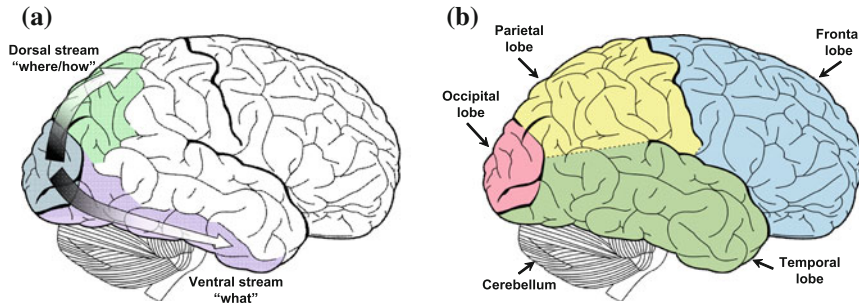 (a)
Dorsal stream
“where/how”
Ventral stream
“what”
(b)
Parietal
lobe
Fronta
lobe
Occipital
lobe
Cerebellum
Temporal
lobe